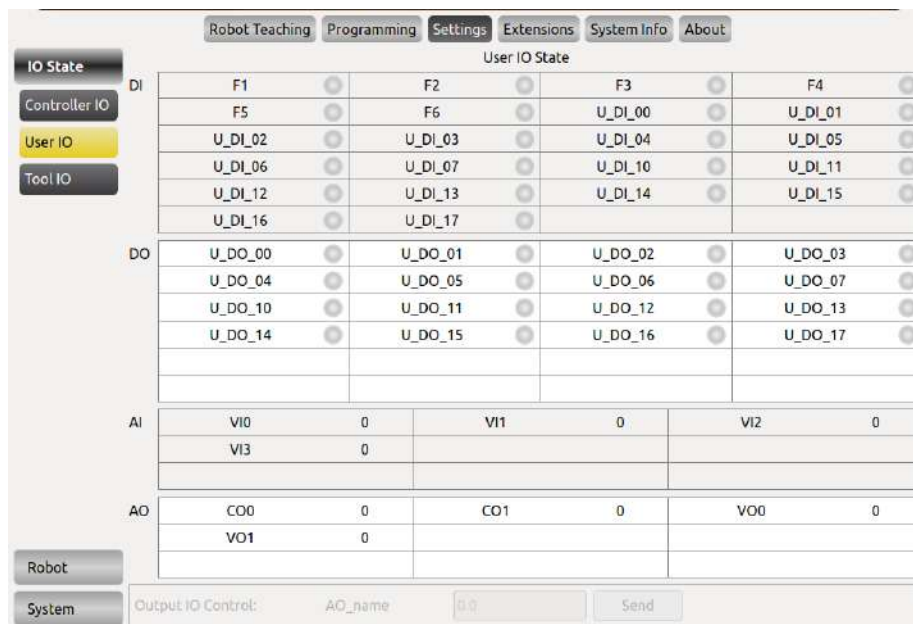 Robot Teaching Programming Settings Extensions System Info About
User IO State
IO State
Controller IO
User IO
Tool IO
Robot
System
DI F1 F2 F3 F4
F5 F6 U_DI_00 U_DI_01
U_DI_02 U_DI_03 U_DI_04 U_DI_05
U_DI_06 U_DI_07 U_DI_10 U_DI_11
U_DI_12 U_DI_13 U_DI_14 U_DI_15
U_DI_16 U_DI_17
DO U_DO_00 U_DO_01 U_DO_02 U_DO_03
U_DO_04 U_DO_05 U_DO_06 U_DO_07
U_DO_10 U_DO_11 U_DO_12 U_DO_13
U_DO_14 U_DO_15 U_DO_16 U_DO_17
AI VI0 0 VI1 0 VI2 0
VI3 0
AO CO0 0 CO1 0 VO0 0
VO1 0
Output IO Control: AO_name 0.0 Send